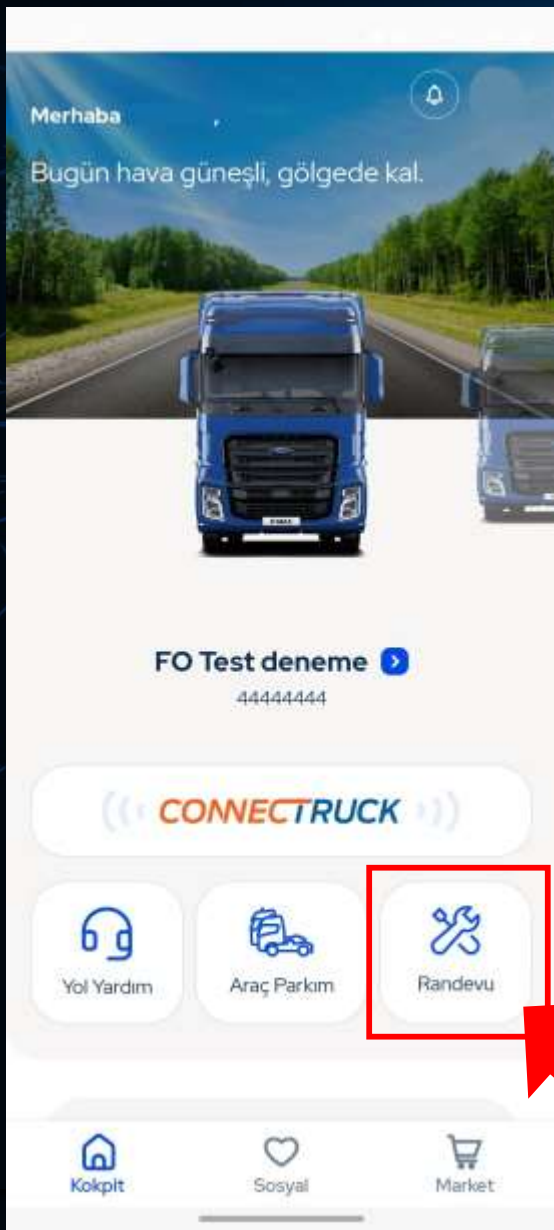 Merhaba
Bugün hava güneşli, gölgede kal.
FO Test deneme
44444444
CONNECTRUCK
Yol Yardım
Araç Parkım
Randevu
Kokpit
Sosyal
Market